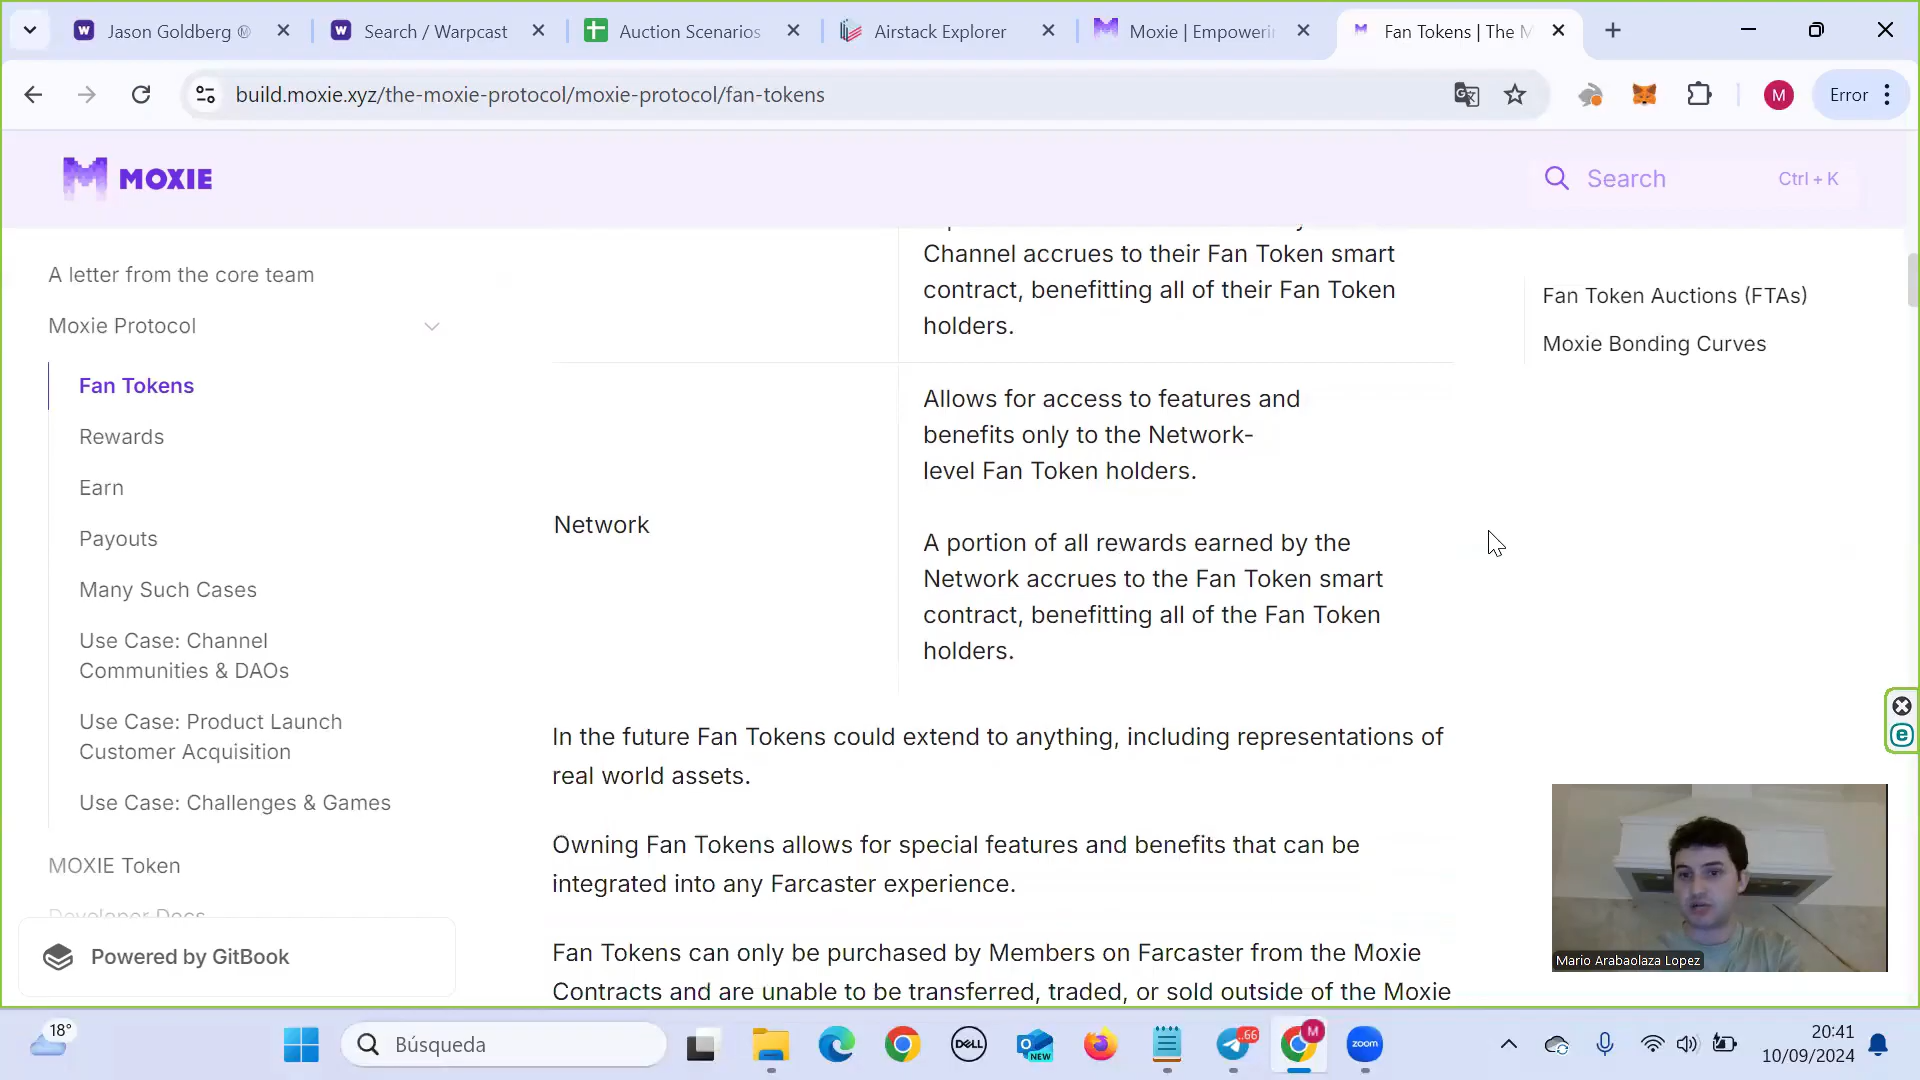 Jason Goldberg Ⓜ
Search / Warpcast
Auction Scenarios
Airstack Explorer
Moxie | Empowerin
Fan Tokens | The M
build.moxie.xyz/the-moxie-protocol/moxie-protocol/fan-tokens
M
Error
MOXIE
Search
Ctrl + K
A letter from the core team
Moxie Protocol
Fan Tokens
Rewards
Earn
Payouts
Many Such Cases
Use Case: Channel
Communities & DAOs
Use Case: Product Launch
Customer Acquisition
Use Case: Challenges & Games
MOXIE Token
Developer Docs
Powered by GitBook
Channel accrues to their Fan Token smart
contract, benefitting all of their Fan Token
holders.
Network
Allows for access to features and
benefits only to the Network-
level Fan Token holders.
A portion of all rewards earned by the
Network accrues to the Fan Token smart
contract, benefitting all of the Fan Token
holders.
In the future Fan Tokens could extend to anything, including representations of
real world assets.
Owning Fan Tokens allows for special features and benefits that can be
integrated into any Farcaster experience.
Fan Tokens can only be purchased by Members on Farcaster from the Moxie
Contracts and are unable to be transferred, traded, or sold outside of the Moxie
Fan Token Auctions (FTAs)
Moxie Bonding Curves
Mario Arabaolaza Lopez
18°
Búsqueda
DELL
NEW
66
M
zoom
20:41
10/09/2024